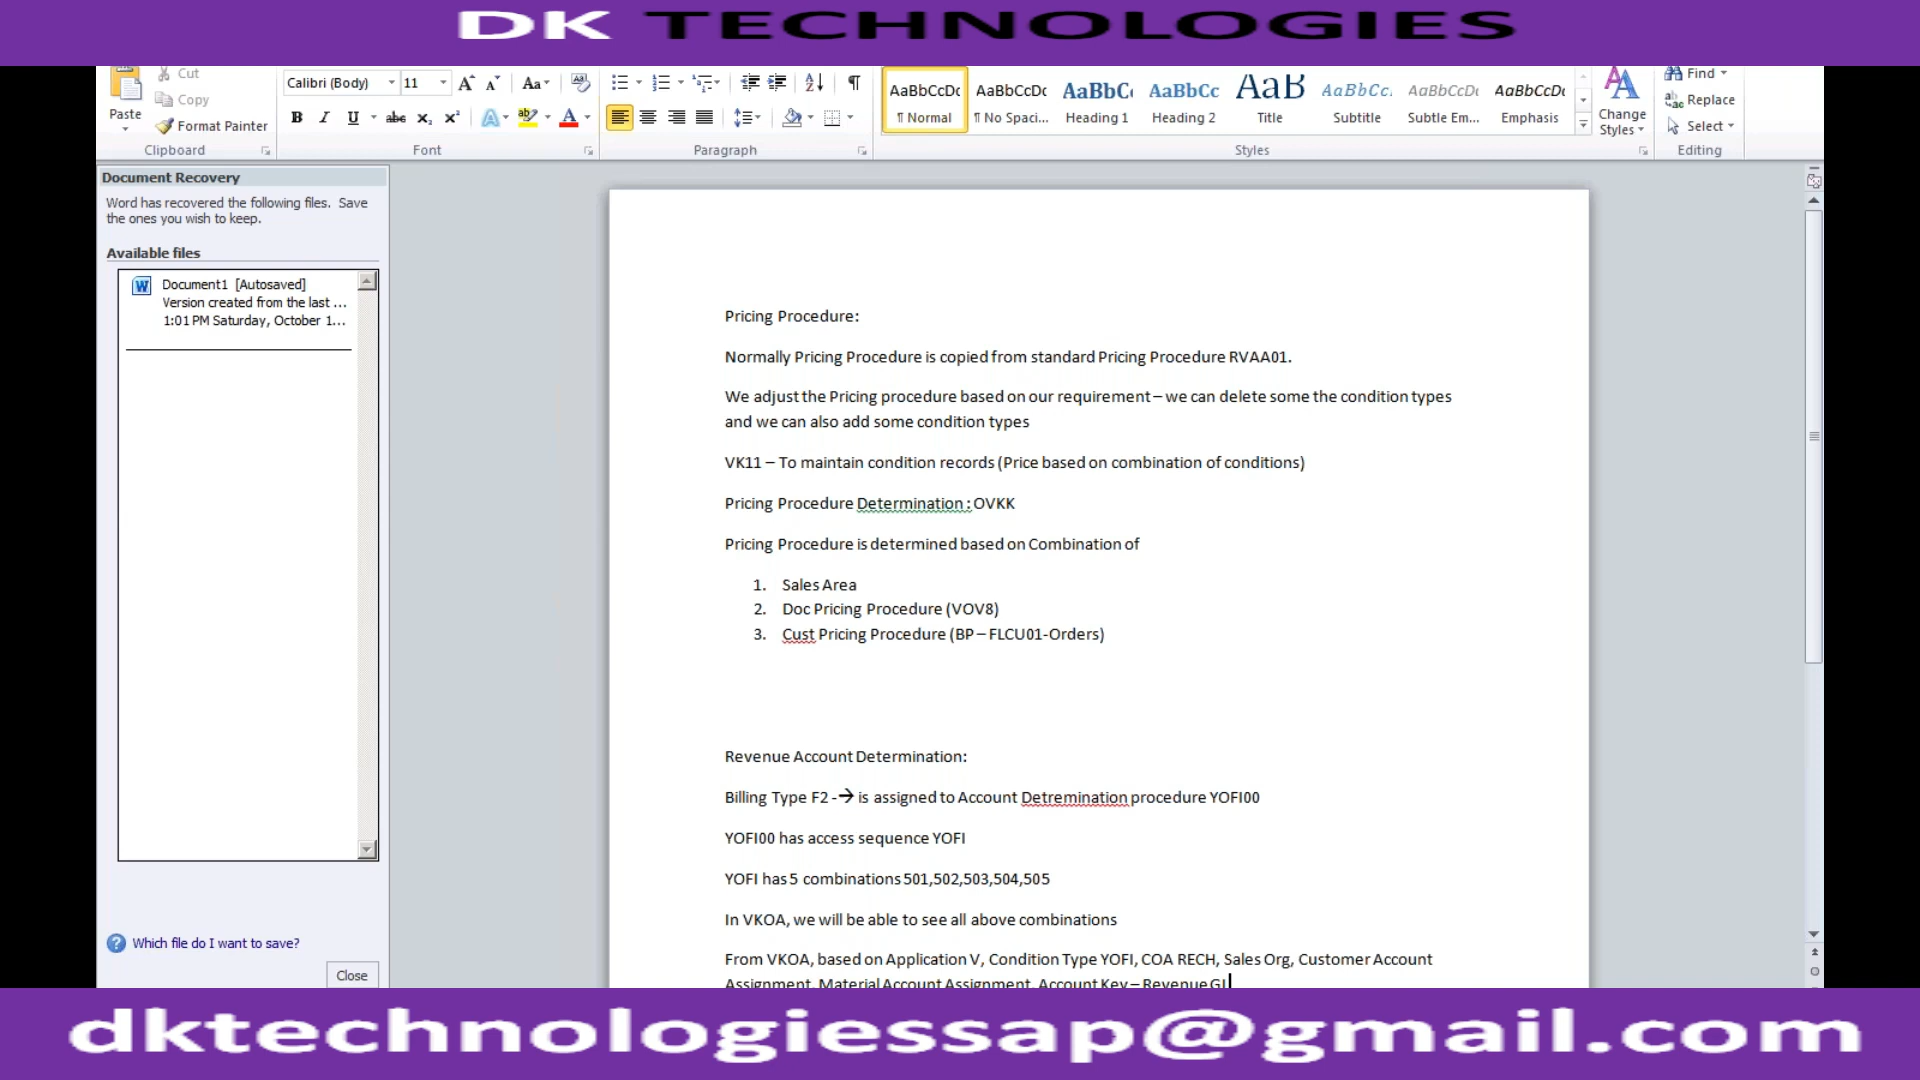 DK TECHNOLOGIES
Cut
Copy
Paste
Format Painter
Clipboard
Calibri (Body)
11
Font
Paragraph
AaBbCcDc
¶ Normal
AaBbCcDc
¶ No Spaci...
AaBbC
Heading 1
AaBbCc
Heading 2
AaB
Title
AaBbCc.
Subtitle
AaBbCcDc
Subtle Em...
AaBbCcDc
Emphasis
Styles
Change
Styles
Find
Replace
Select
Editing
Document Recovery
Word has recovered the following files. Save
the ones you wish to keep.
Available files
Document1 [Autosaved]
Version created from the last ...
1:01 PM Saturday, October 1...
Which file do I want to save?
Close
Pricing Procedure:
Normally Pricing Procedure is copied from standard Pricing Procedure RVAA01.
We adjust the Pricing procedure based on our requirement – we can delete some the condition types
and we can also add some condition types
VK11 – To maintain condition records (Price based on combination of conditions)
Pricing Procedure Determination : OVKK
Pricing Procedure is determined based on Combination of
1. Sales Area
2. Doc Pricing Procedure (VOV8)
3. Cust Pricing Procedure (BP – FLCU01-Orders)
Revenue Account Determination:
Billing Type F2 -→ is assigned to Account Detremination procedure YOFI00
YOFI00 has access sequence YOFI
YOFI has 5 combinations 501,502,503,504,505
In VKOA, we will be able to see all above combinations
From VKOA, based on Application V, Condition Type YOFI, COA RECH, Sales Org, Customer Account
Assignment, Material Account Assignment, Account Key – Revenue GL
dktechnologiessap@gmail.com